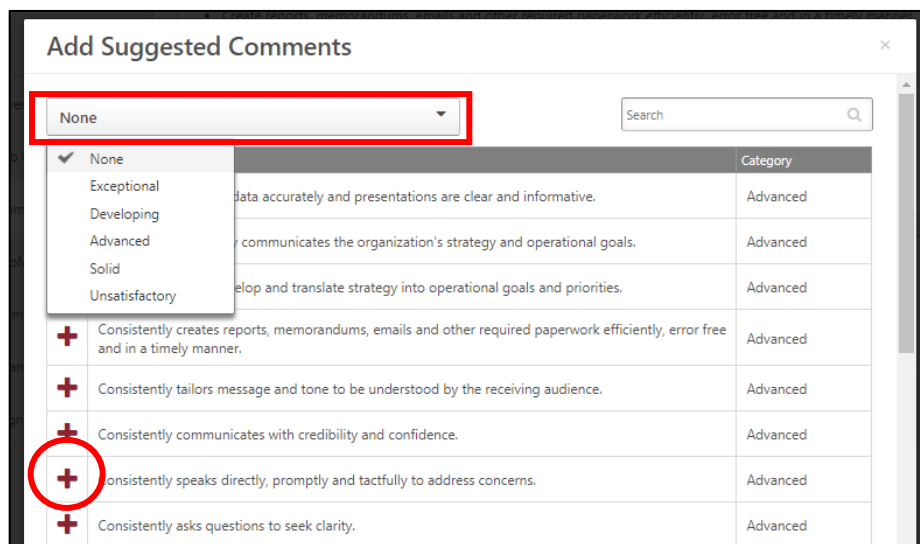 Create reports, memorandums, emails and other required paperwork efficiently, error free and in a timely manner
Add Suggested Comments
×
None
Search
None
Exceptional
Developing
Advanced
Solid
Unsatisfactory
Category
data accurately and presentations are clear and informative.
Advanced
communicates the organization's strategy and operational goals.
Advanced
and translate strategy into operational goals and priorities.
Advanced
Consistently creates reports, memorandums, emails and other required paperwork efficiently, error free
and in a timely manner.
Advanced
Consistently tailors message and tone to be understood by the receiving audience.
Advanced
Consistently communicates with credibility and confidence.
Advanced
Consistently speaks directly, promptly and tactfully to address concerns.
Advanced
Consistently asks questions to seek clarity.
Advanced